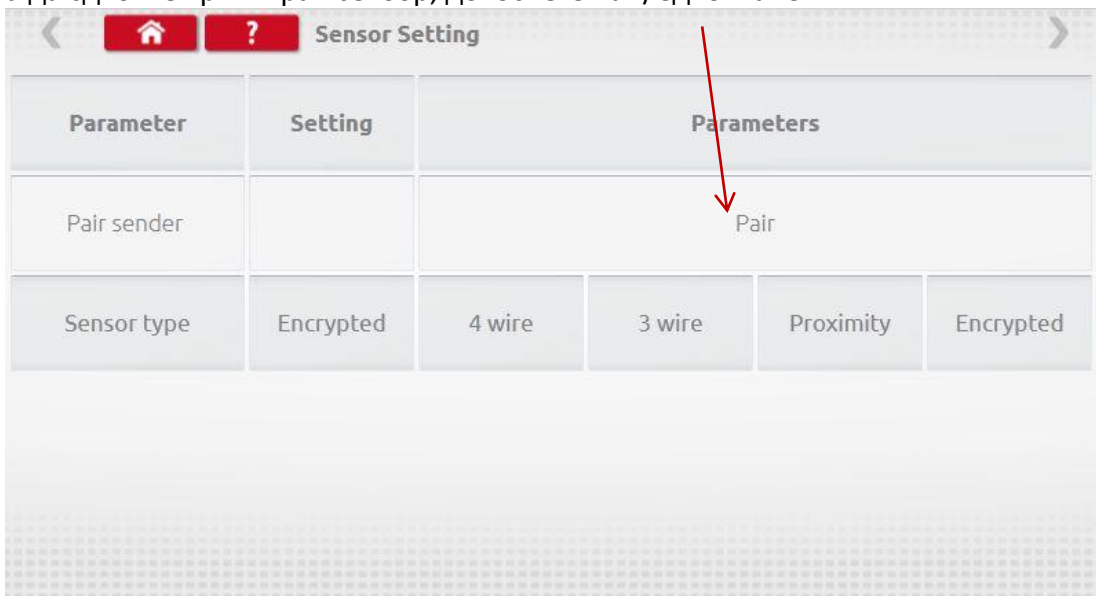 ? Sensor Setting
Parameter Setting Parameters
Pair sender Pair
Sensor type Encrypted 4 wire 3 wire Proximity Encrypted